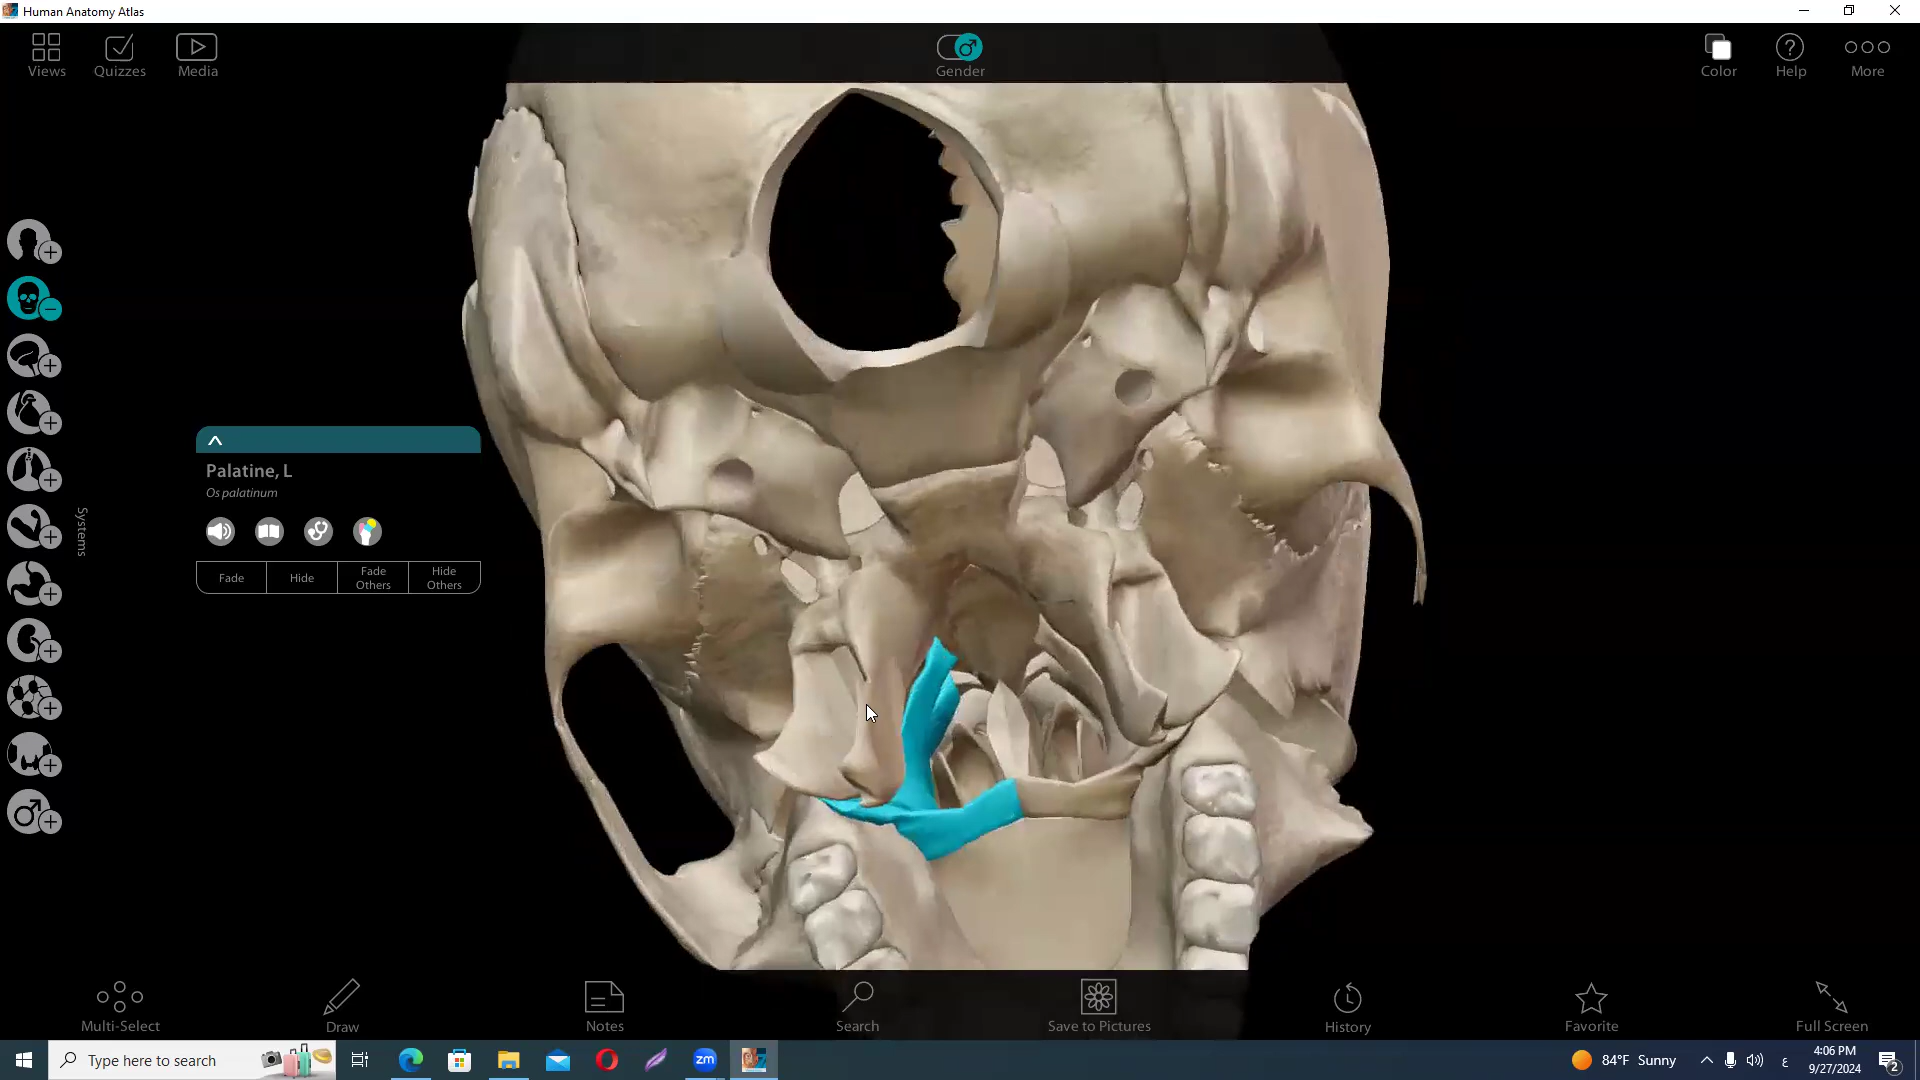 Human Anatomy Atlas
Views
Quizzes
Media
Gender
Color
Help
More
Systems
Palatine, L
Os palatinum
Fade
Hide
Fade Others
Hide Others
Multi-Select
Draw
Notes
Search
Save to Pictures
History
Favorite
Full Screen
Type here to search
zm
84°F Sunny
ع
4:06 PM
9/27/2024
2